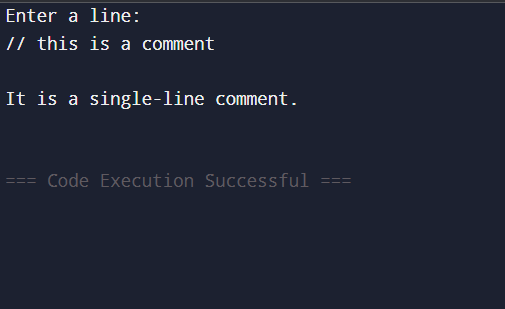 Enter a line:
// this is a comment
It is a single-line comment.
=== Code Execution Successful ===